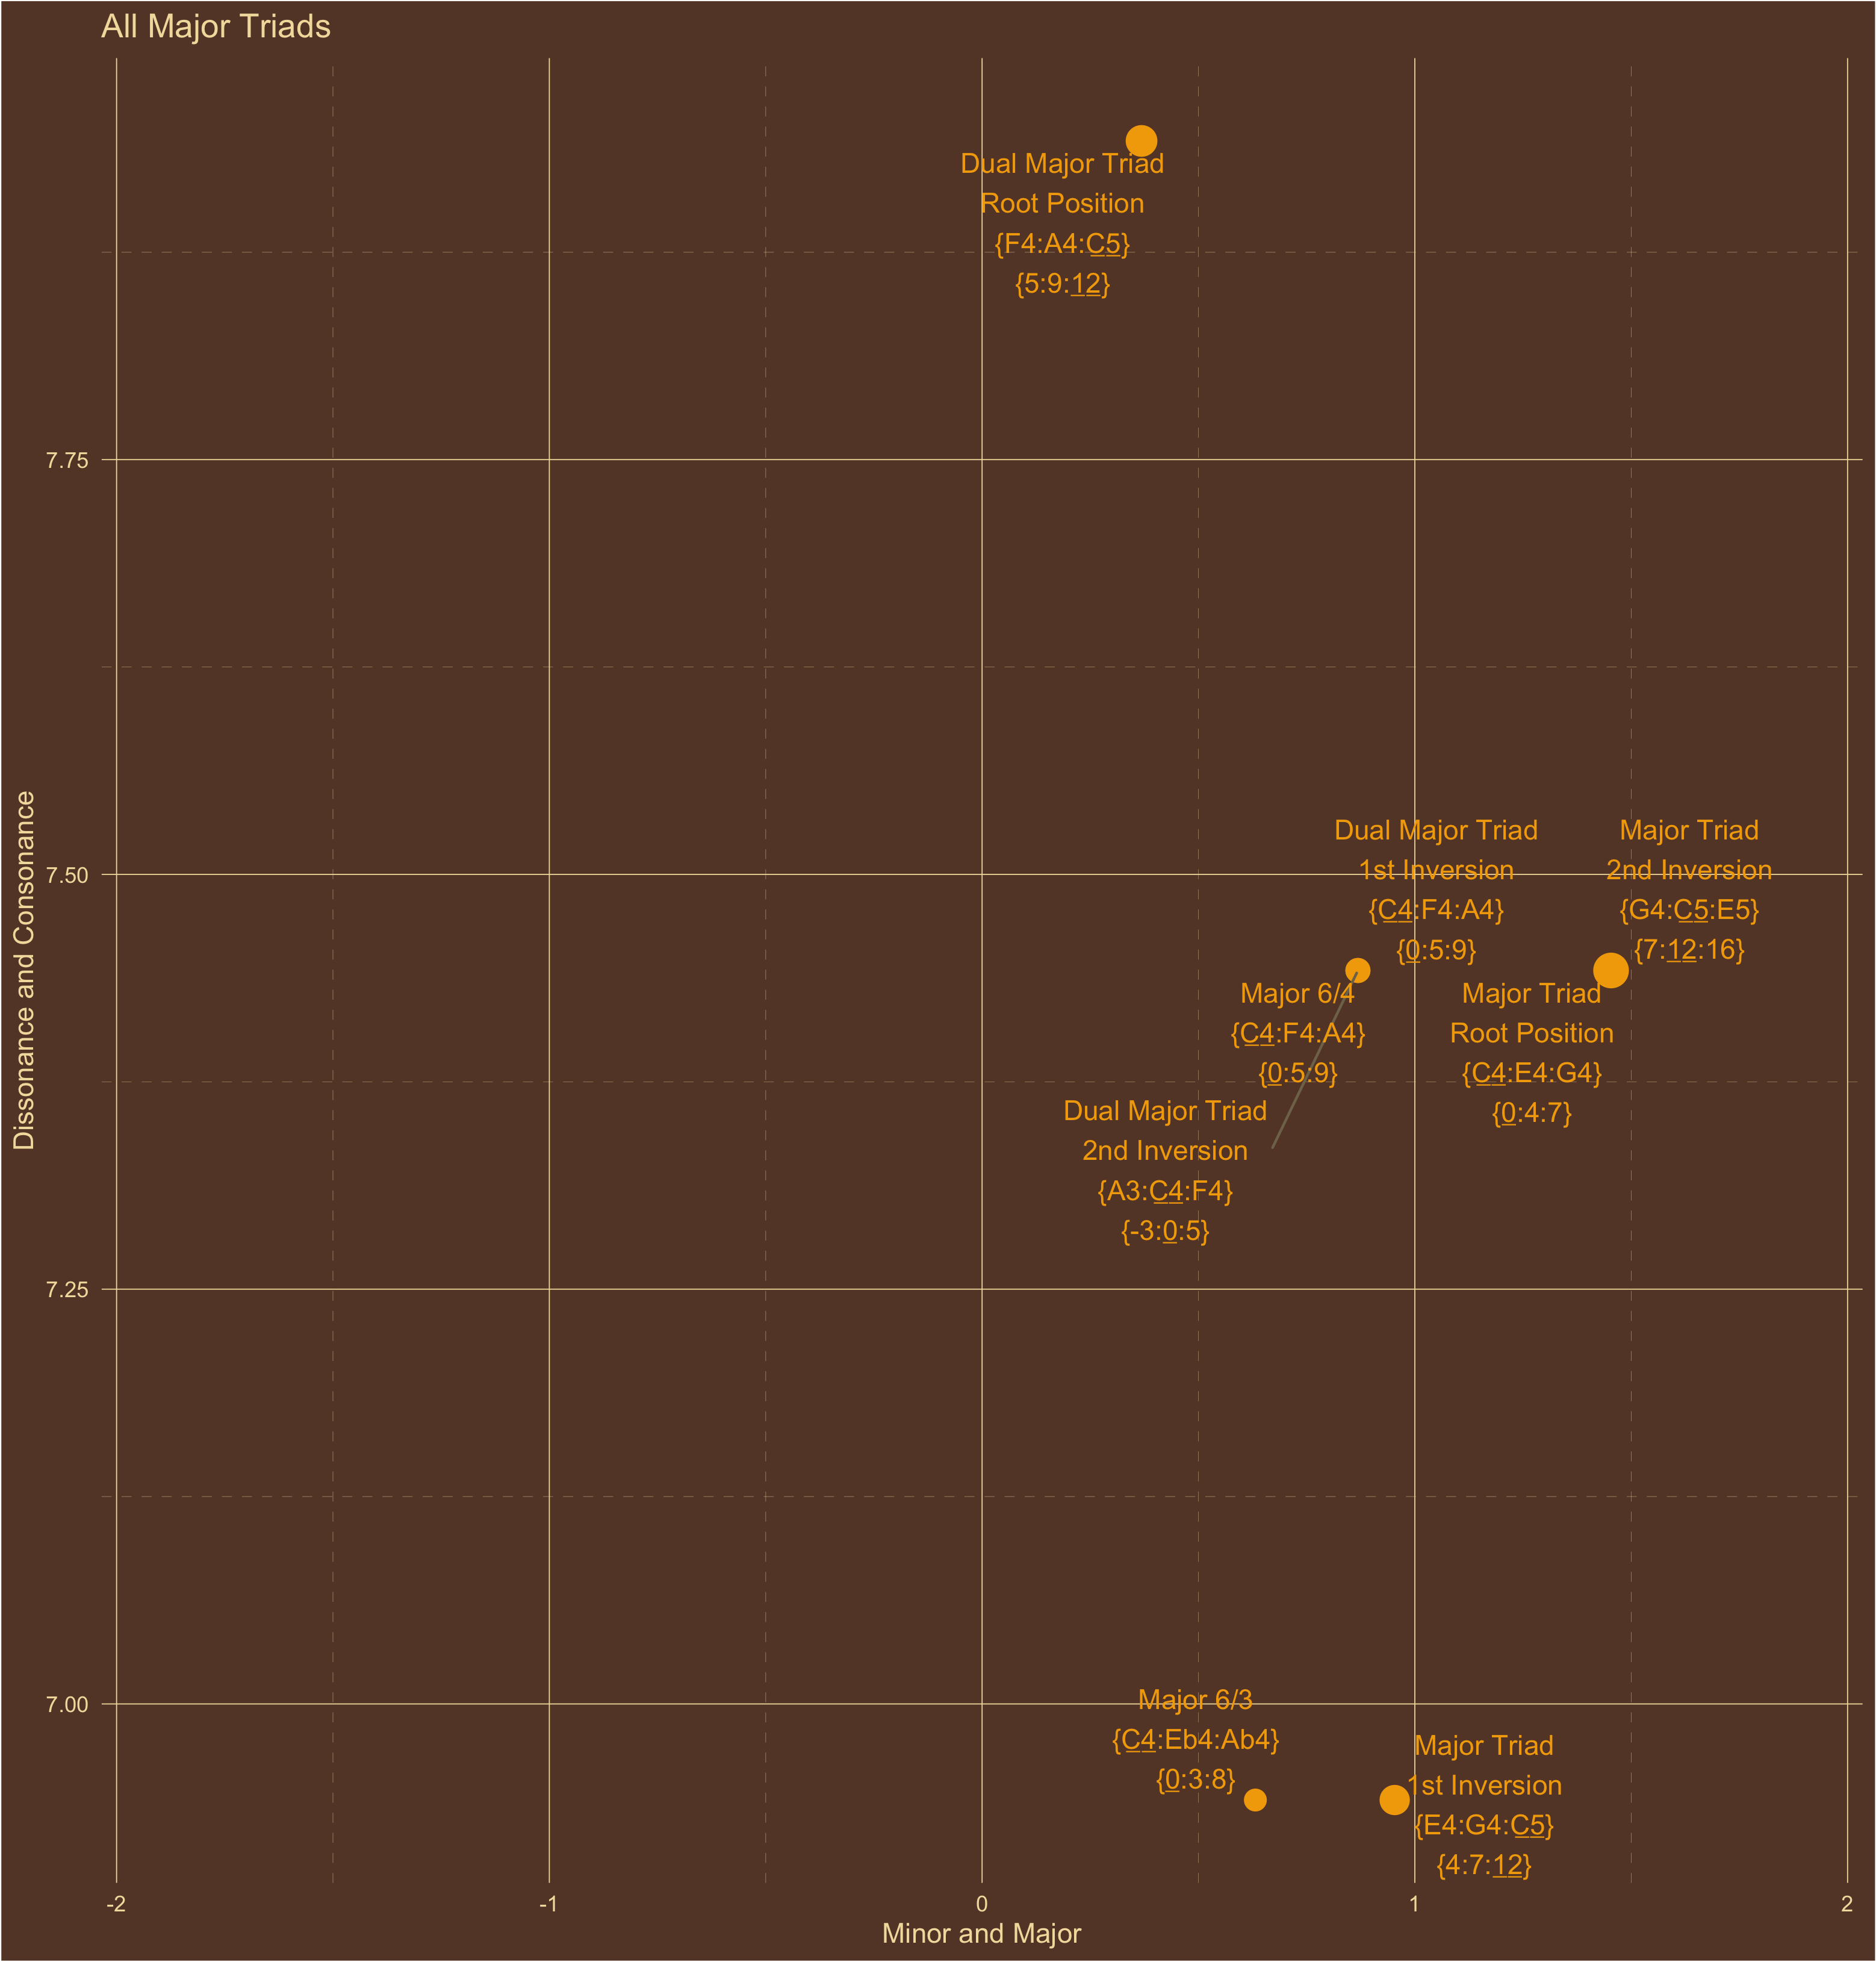 All Major Triads
Dual Major Triad
Root Position
{F4:A4:C5}
{5:9:12}
7.75
Dual Major Triad
1st Inversion
{C4:F4:A4}
{0:5:9}
Major Triad
2nd Inversion
{G4:C5:E5}
{7:12:16}
7.50
Major 6/4
{C4:F4:A4}
{0:5:9}
Major Triad
Root Position
{C4:E4:G4}
{0:4:7}
Dual Major Triad
2nd Inversion
{A3:C4:F4}
{-3:0:5}
7.25
Dissonance and Consonance
7.00
Major 6/3
{C4:Eb4:Ab4}
{0:3:8}
Major Triad
1st Inversion
{E4:G4:C5}
{4:7:12}
-2 -1 0 1 2
Minor and Major